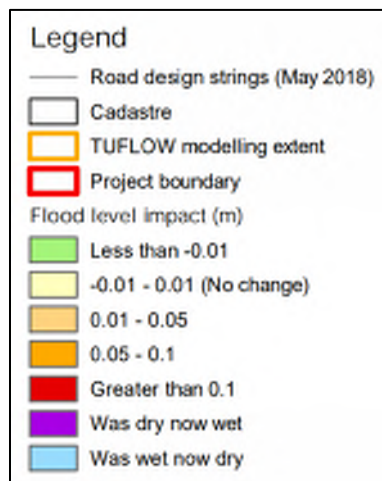 Legend
Road design strings (May 2018)
Cadastre
TUFLOW modelling extent
Project boundary
Flood level impact (m)
Less than -0.01
-0.01 - 0.01 (No change)
0.01 - 0.05
0.05 - 0.1
Greater than 0.1
Was dry now wet
Was wet now dry